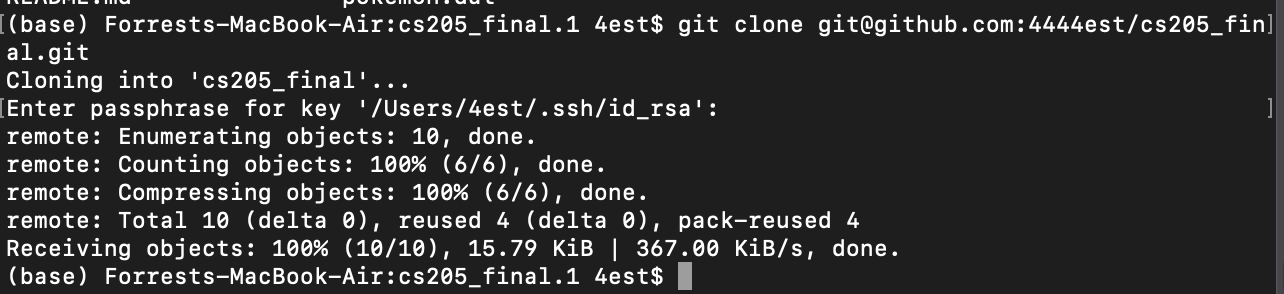 README.md pokemon.dat
(base) Forrests-MacBook-Air:cs205_final.1 4est$ git clone git@github.com:4444est/cs205_fin
al.git
Cloning into 'cs205_final'...
Enter passphrase for key '/Users/4est/.ssh/id_rsa':
remote: Enumerating objects: 10, done.
remote: Counting objects: 100% (6/6), done.
remote: Compressing objects: 100% (6/6), done.
remote: Total 10 (delta 0), reused 4 (delta 0), pack-reused 4
Receiving objects: 100% (10/10), 15.79 KiB | 367.00 KiB/s, done.
(base) Forrests-MacBook-Air:cs205_final.1 4est$